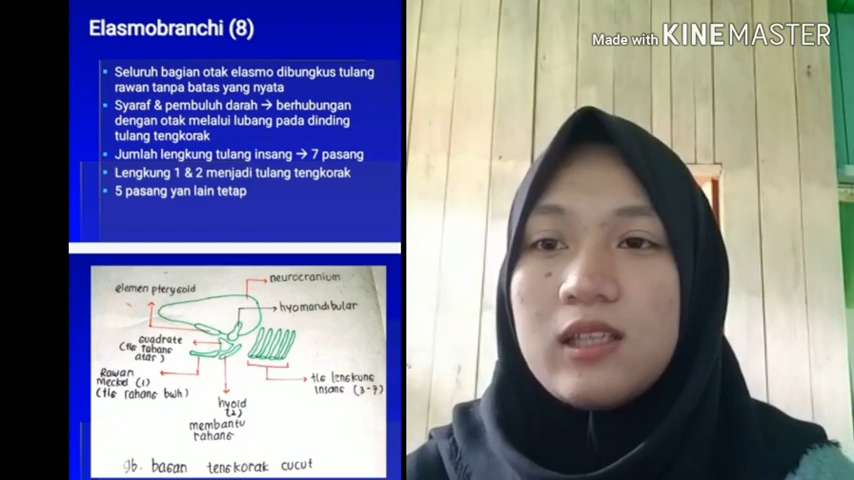 Elasmobranchi (8)
Seluruh bagian otak elasmo dibungkus tulang
rawan tanpa batas yang nyata
Syaraf & pembuluh darah → berhubungan
dengan otak melalui lubang pada dinding
tulang tengkorak
Jumlah lengkung tulang insang → 7 pasang
Lengkung 1 & 2 menjadi tulang tengkorak
5 pasang yan lain tetap
Made with KINEMASTER
neurocranium
elemen pterygoid
hyomandibular
quadrate
(tlg rahang
atas)
Rawan
Meckel (1)
(tlg rahang bwh)
tlg lengkung
insang (3-7)
hyoid
(2)
membantu
rahang
gb. bagan tengkorak cucut